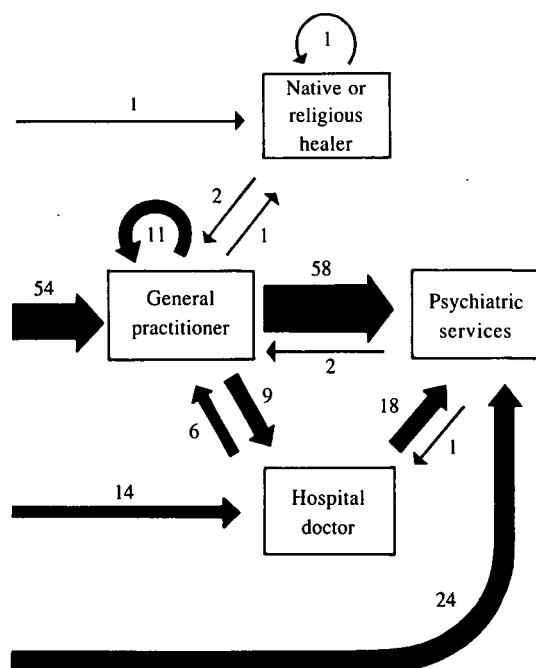 1
1
Native or
religious
healer
2
1
11
54
58
General
practitioner
Psychiatric
services
2
9
6
18
1
14
Hospital
doctor
24